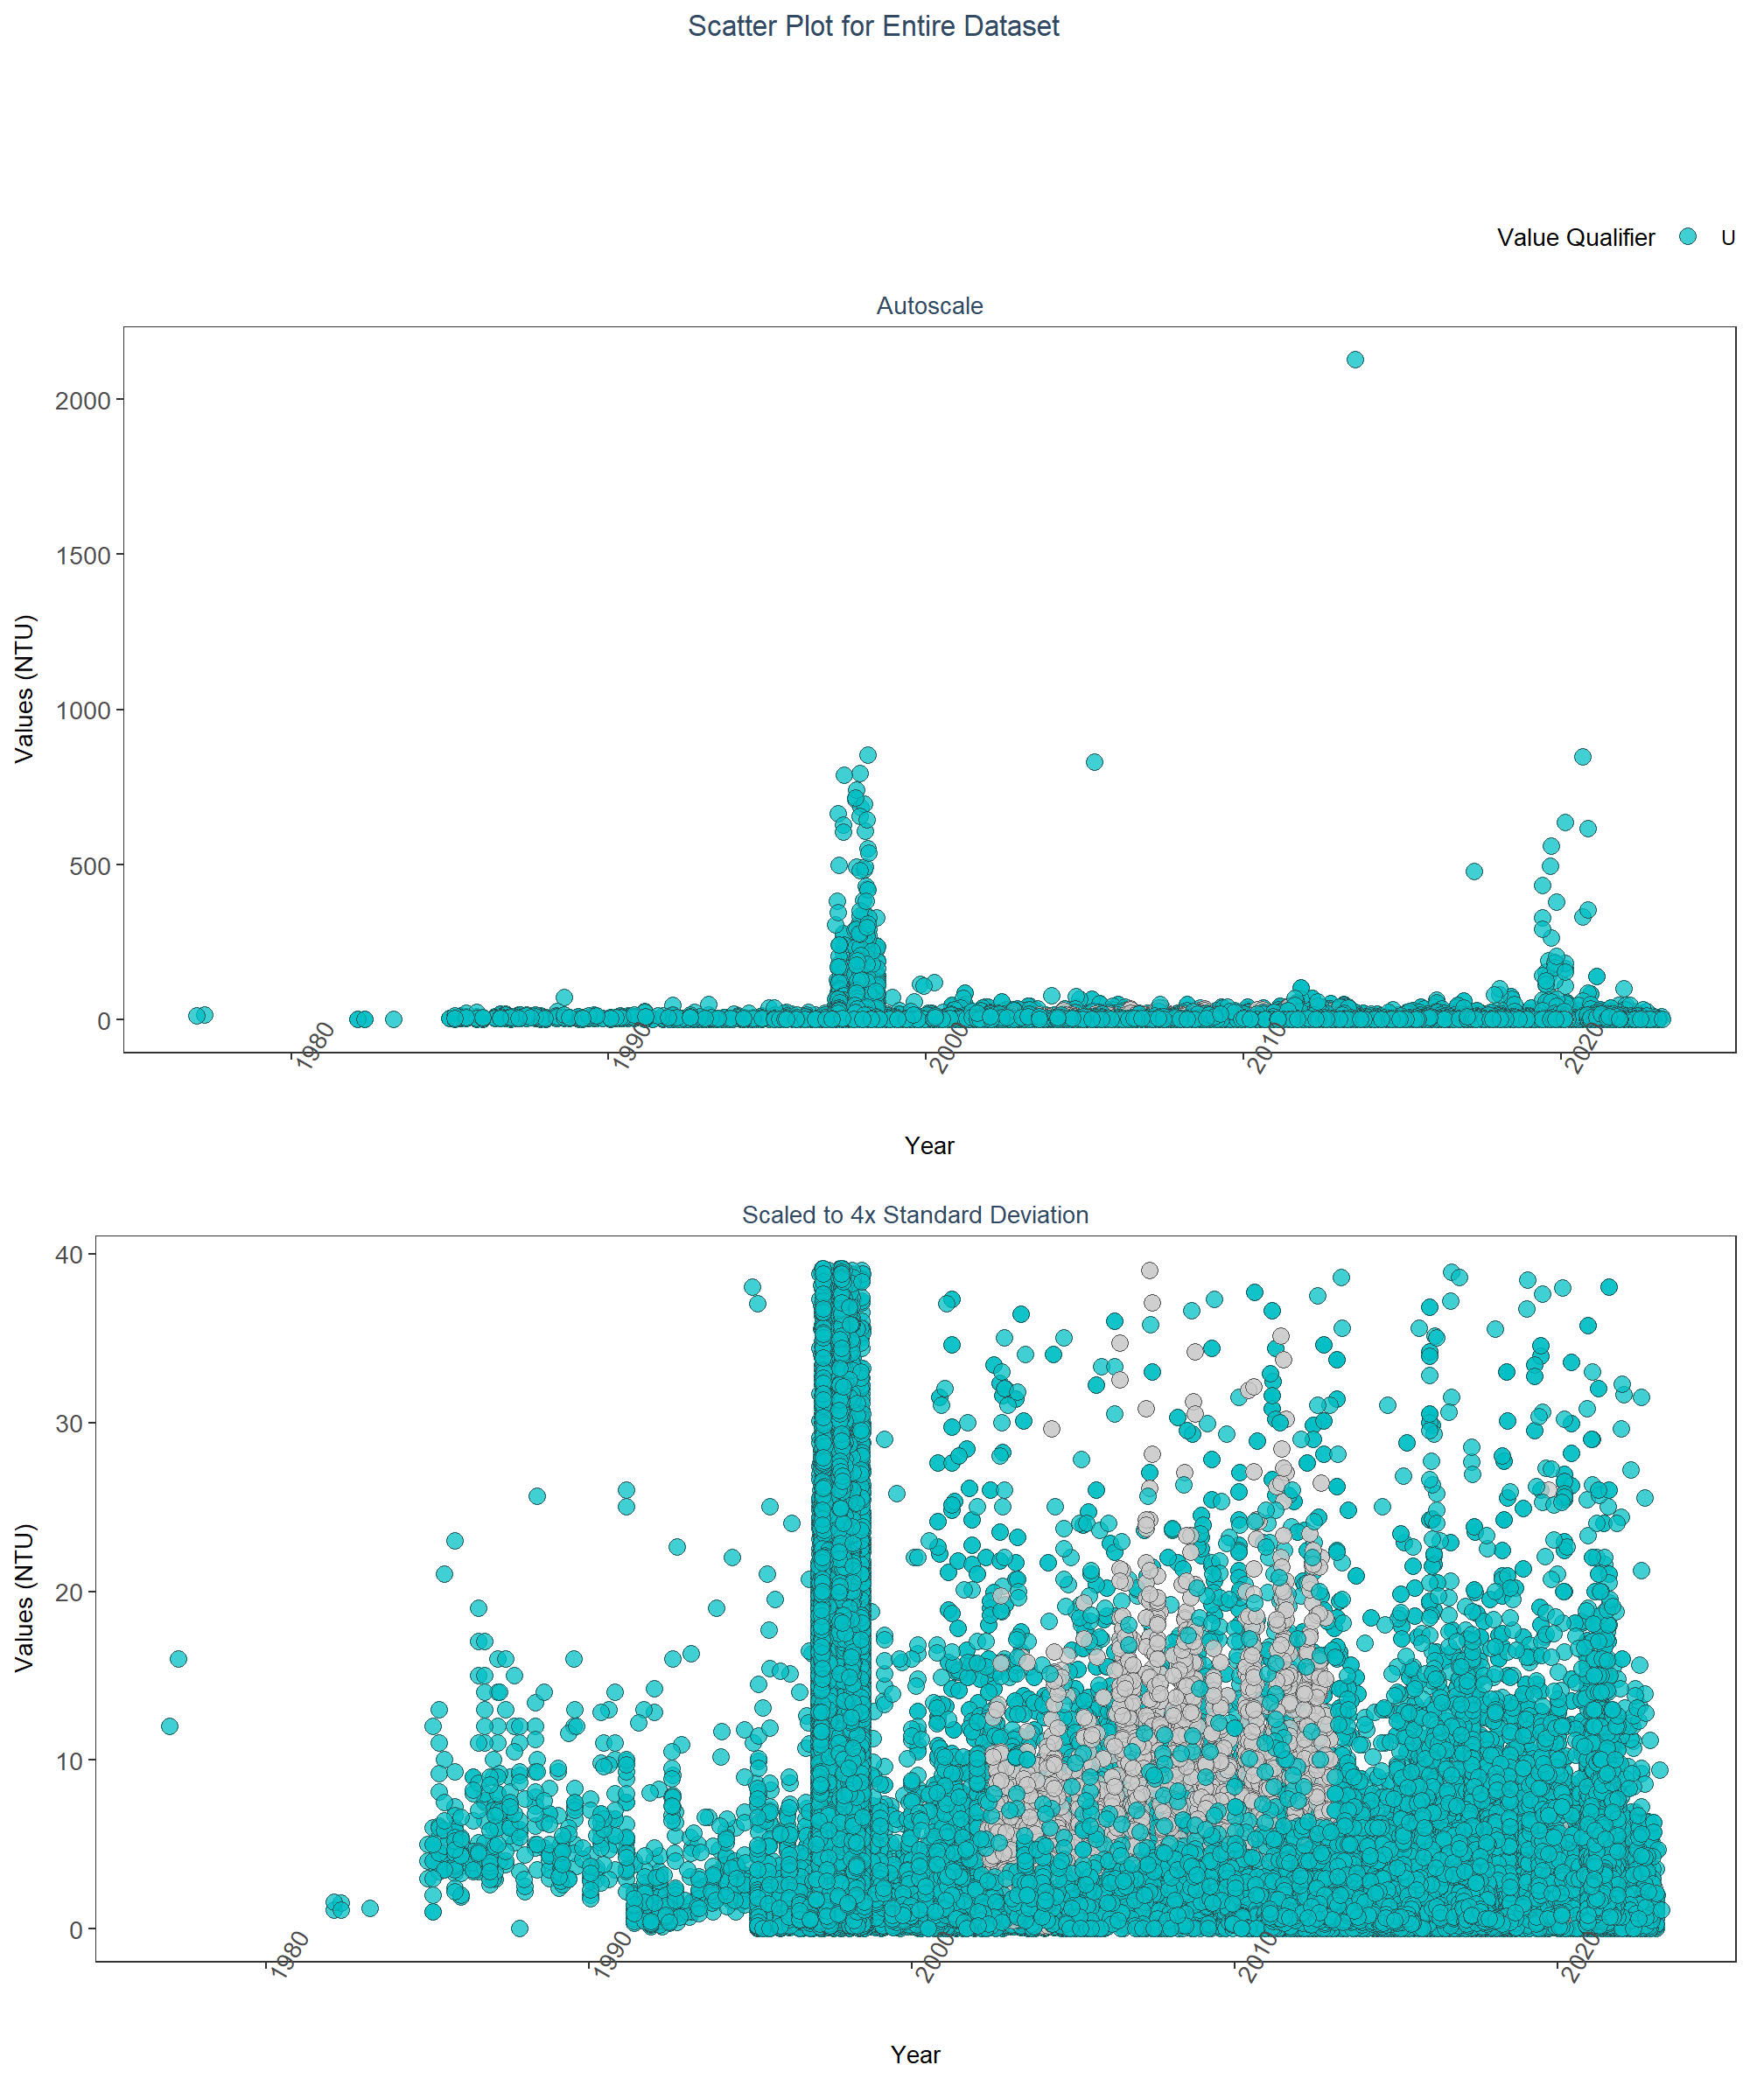 Scatter Plot for Entire Dataset
Value Qualifier U
Autoscale
2000
1500
1000
500
0
Values (NTU)
1980 1990 2000 2010 2020
Year
Scaled to 4x Standard Deviation
40
30
20
10
0
Values (NTU)
1980 1990 2000 2010 2020
Year